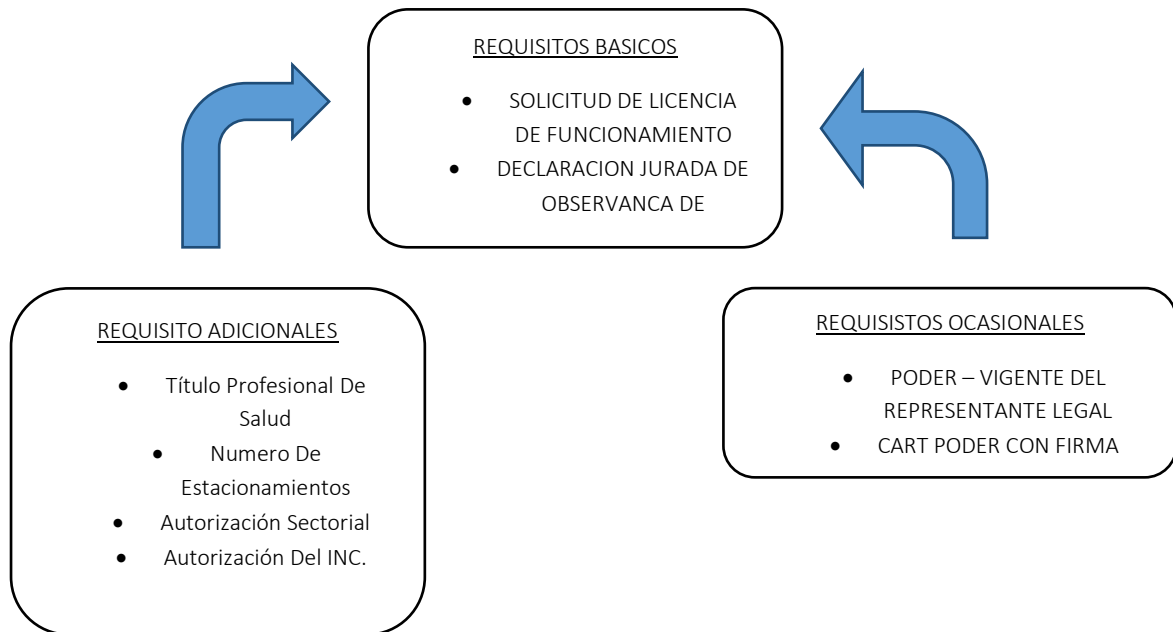 REQUISITOS BASICOS
• SOLICITUD DE LICENCIA
DE FUNCIONAMIENTO
• DECLARACION JURADA DE
OBSERVANCA DE
REQUISITO ADICIONALES
• Título Profesional De
Salud
• Numero De
Estacionamientos
• Autorización Sectorial
• Autorización Del INC.
REQUISISTOS OCASIONALES
• PODER – VIGENTE DEL
REPRESENTANTE LEGAL
• CART PODER CON FIRMA